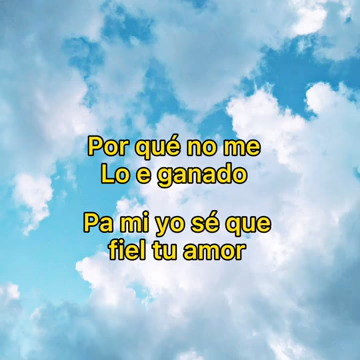 Por qué no me
Lo e ganado
Pa mi yo sé que
fiel tu amor